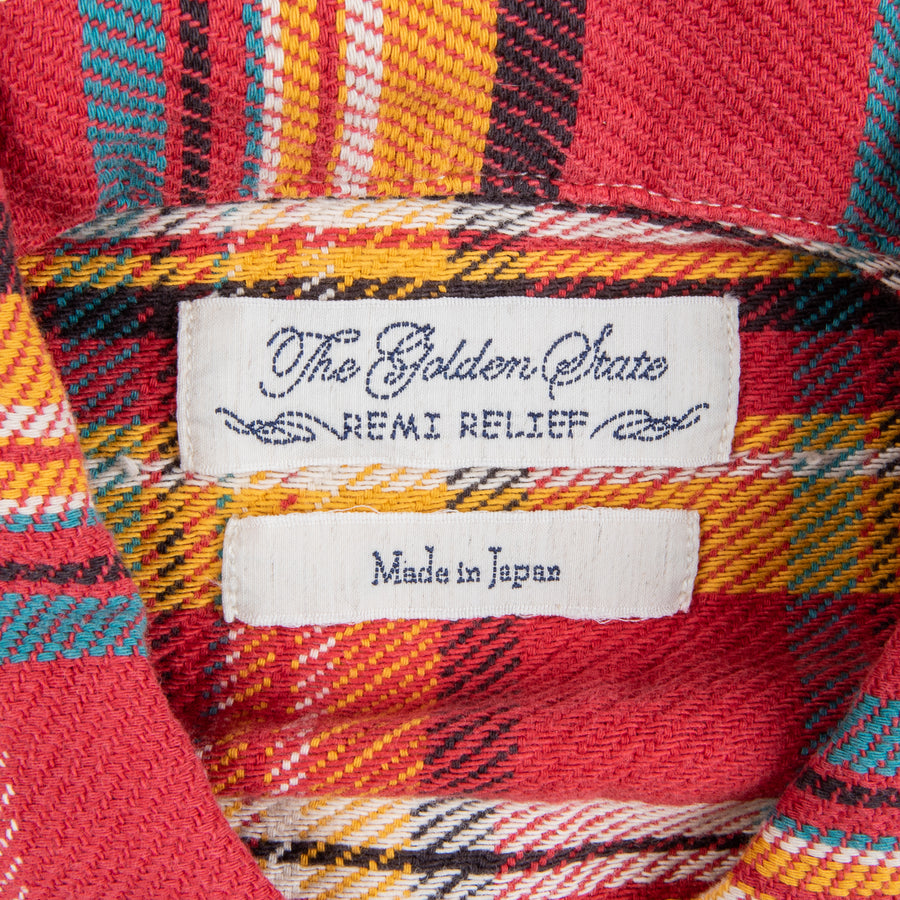 The Golden State
REMI RELIEF
Made in Japan